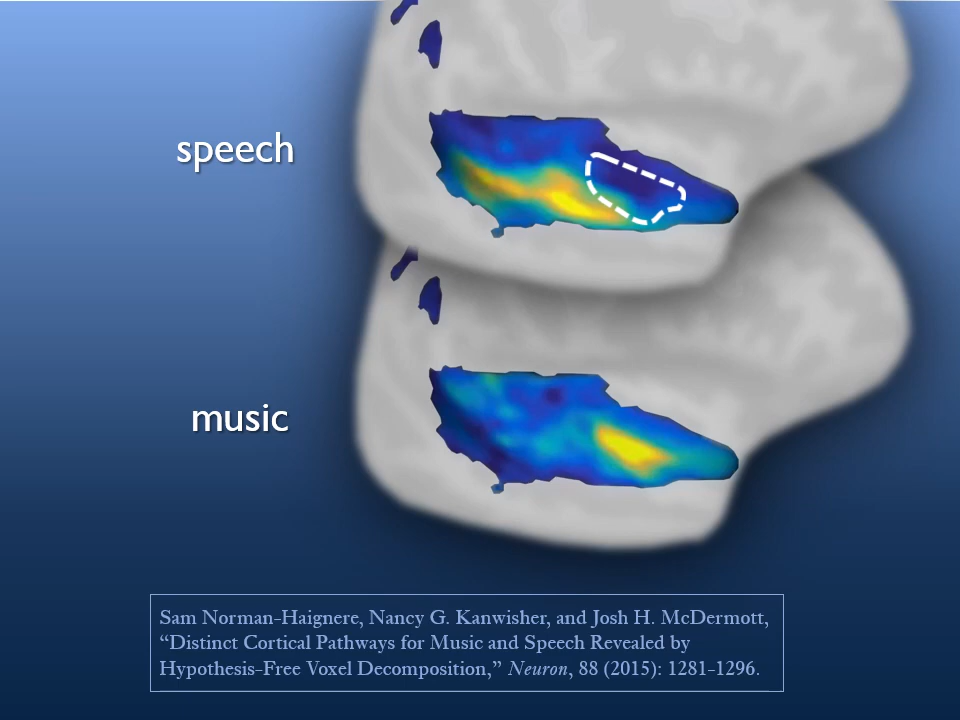 speech
music
Sam Norman-Haignere, Nancy G. Kanwisher, and Josh H. McDermott,
“Distinct Cortical Pathways for Music and Speech Revealed by
Hypothesis-Free Voxel Decomposition,” Neuron, 88 (2015): 1281-1296.